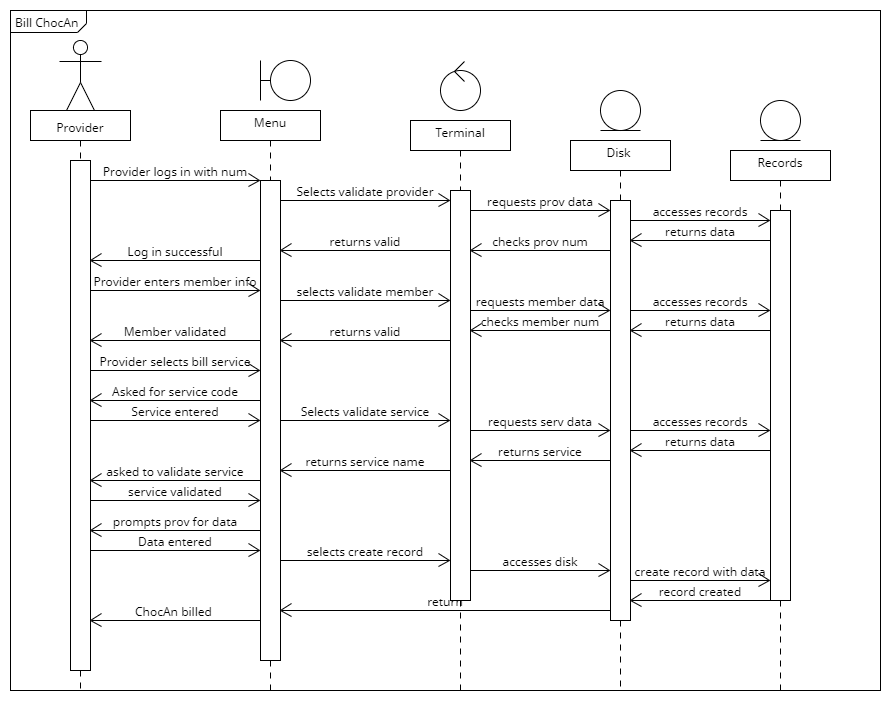 Bill ChocAn
Provider
Menu
Terminal
Disk
Records
Provider logs in with num
Selects validate provider
requests prov data
accesses records
returns data
checks prov num
returns valid
Log in successful
Provider enters member info
selects validate member
requests member data
accesses records
returns data
checks member num
returns valid
Member validated
Provider selects bill service
Asked for service code
Service entered
Selects validate service
requests serv data
accesses records
returns data
returns service
returns service name
asked to validate service
service validated
prompts prov for data
Data entered
selects create record
accesses disk
create record with data
record created
return
ChocAn billed